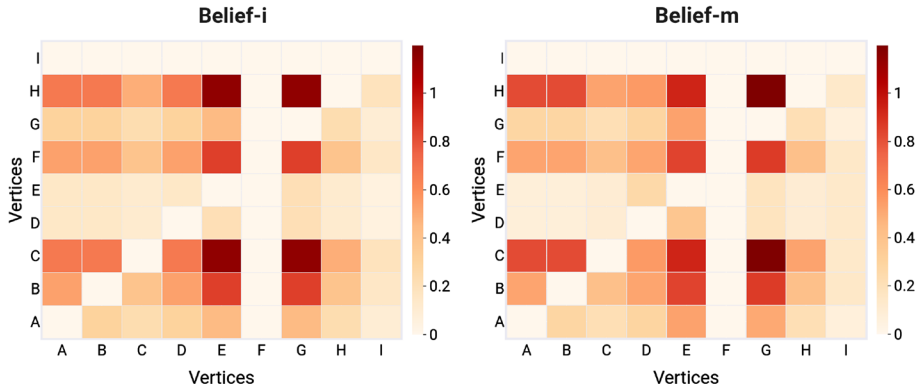 Belief-i
Vertices
I
H
G
F
E
D
C
B
A
A B C D E F G H I
Vertices
1
0.8
0.6
0.4
0.2
0
Belief-m
Vertices
I
H
G
F
E
D
C
B
A
A B C D E F G H I
Vertices
1
0.8
0.6
0.4
0.2
0